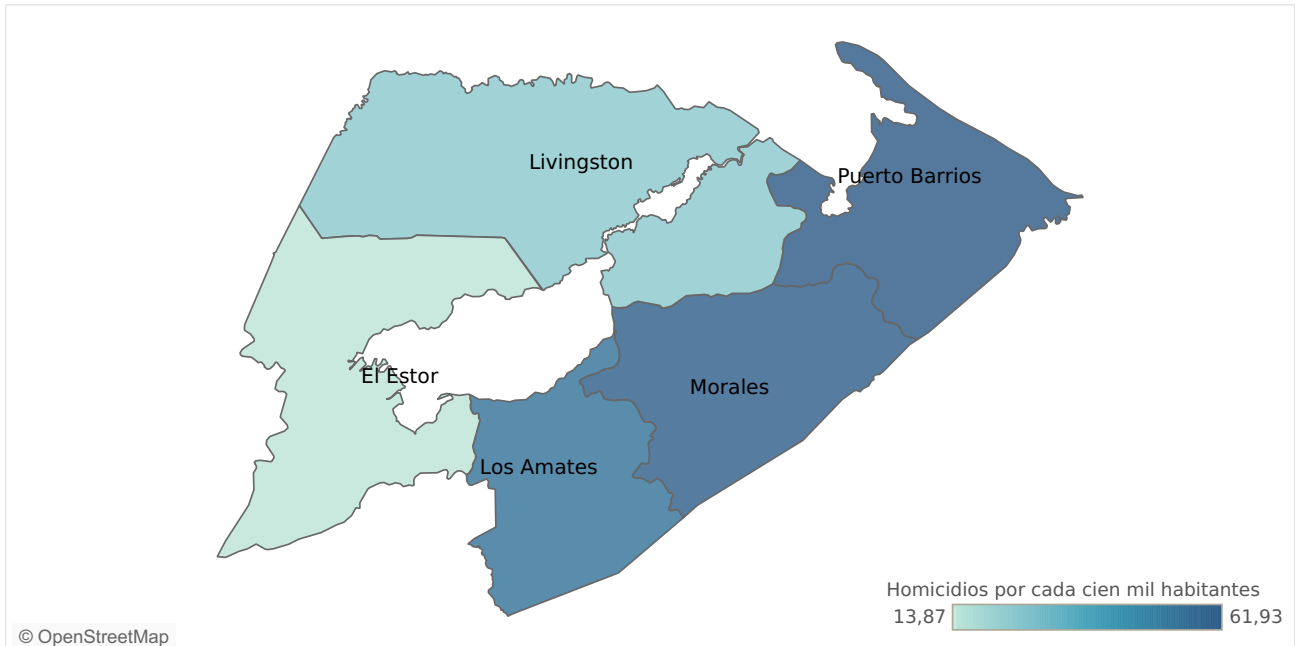 Livingston
Puerto Barrios
El Estor
Morales
Los Amates
Homicidios por cada cien mil habitantes
13,87 61,93
© OpenStreetMap